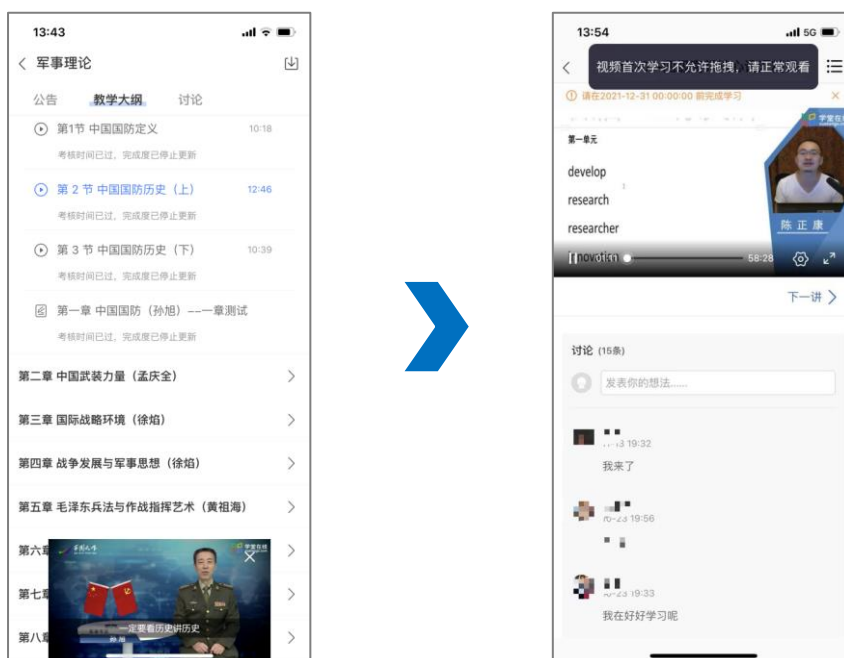 13:43
军事理论
公告 教学大纲 讨论
第1节 中国国防定义 10:18
考核时间已过，完成度已停止更新
第 2 节 中国国防历史（上） 12:46
考核时间已过，完成度已停止更新
第 3 节 中国国防历史（下） 10:39
考核时间已过，完成度已停止更新
第一章 中国国防（孙旭）--一章测试
考核时间已过，完成度已停止更新
第二章 中国武装力量（孟庆全）
第三章 国际战略环境（徐焰）
第四章 战争发展与军事思想（徐焰）
第五章 毛泽东兵法与作战指挥艺术（黄祖海）
第六章
学堂在线
第七章
一定要看历史讲历史
孙旭
第八章
13:54
5G
视频首次学习不允许拖拽，请正常观看
请在2021-12-31 00:00:00 前完成学习
学堂在线
第一单元
develop
research
researcher
innovation
陈正康
58:28
下一讲
讨论 (15条)
发表你的想法......
19:32
我来了
19:56
19:33
我在好好学习呢